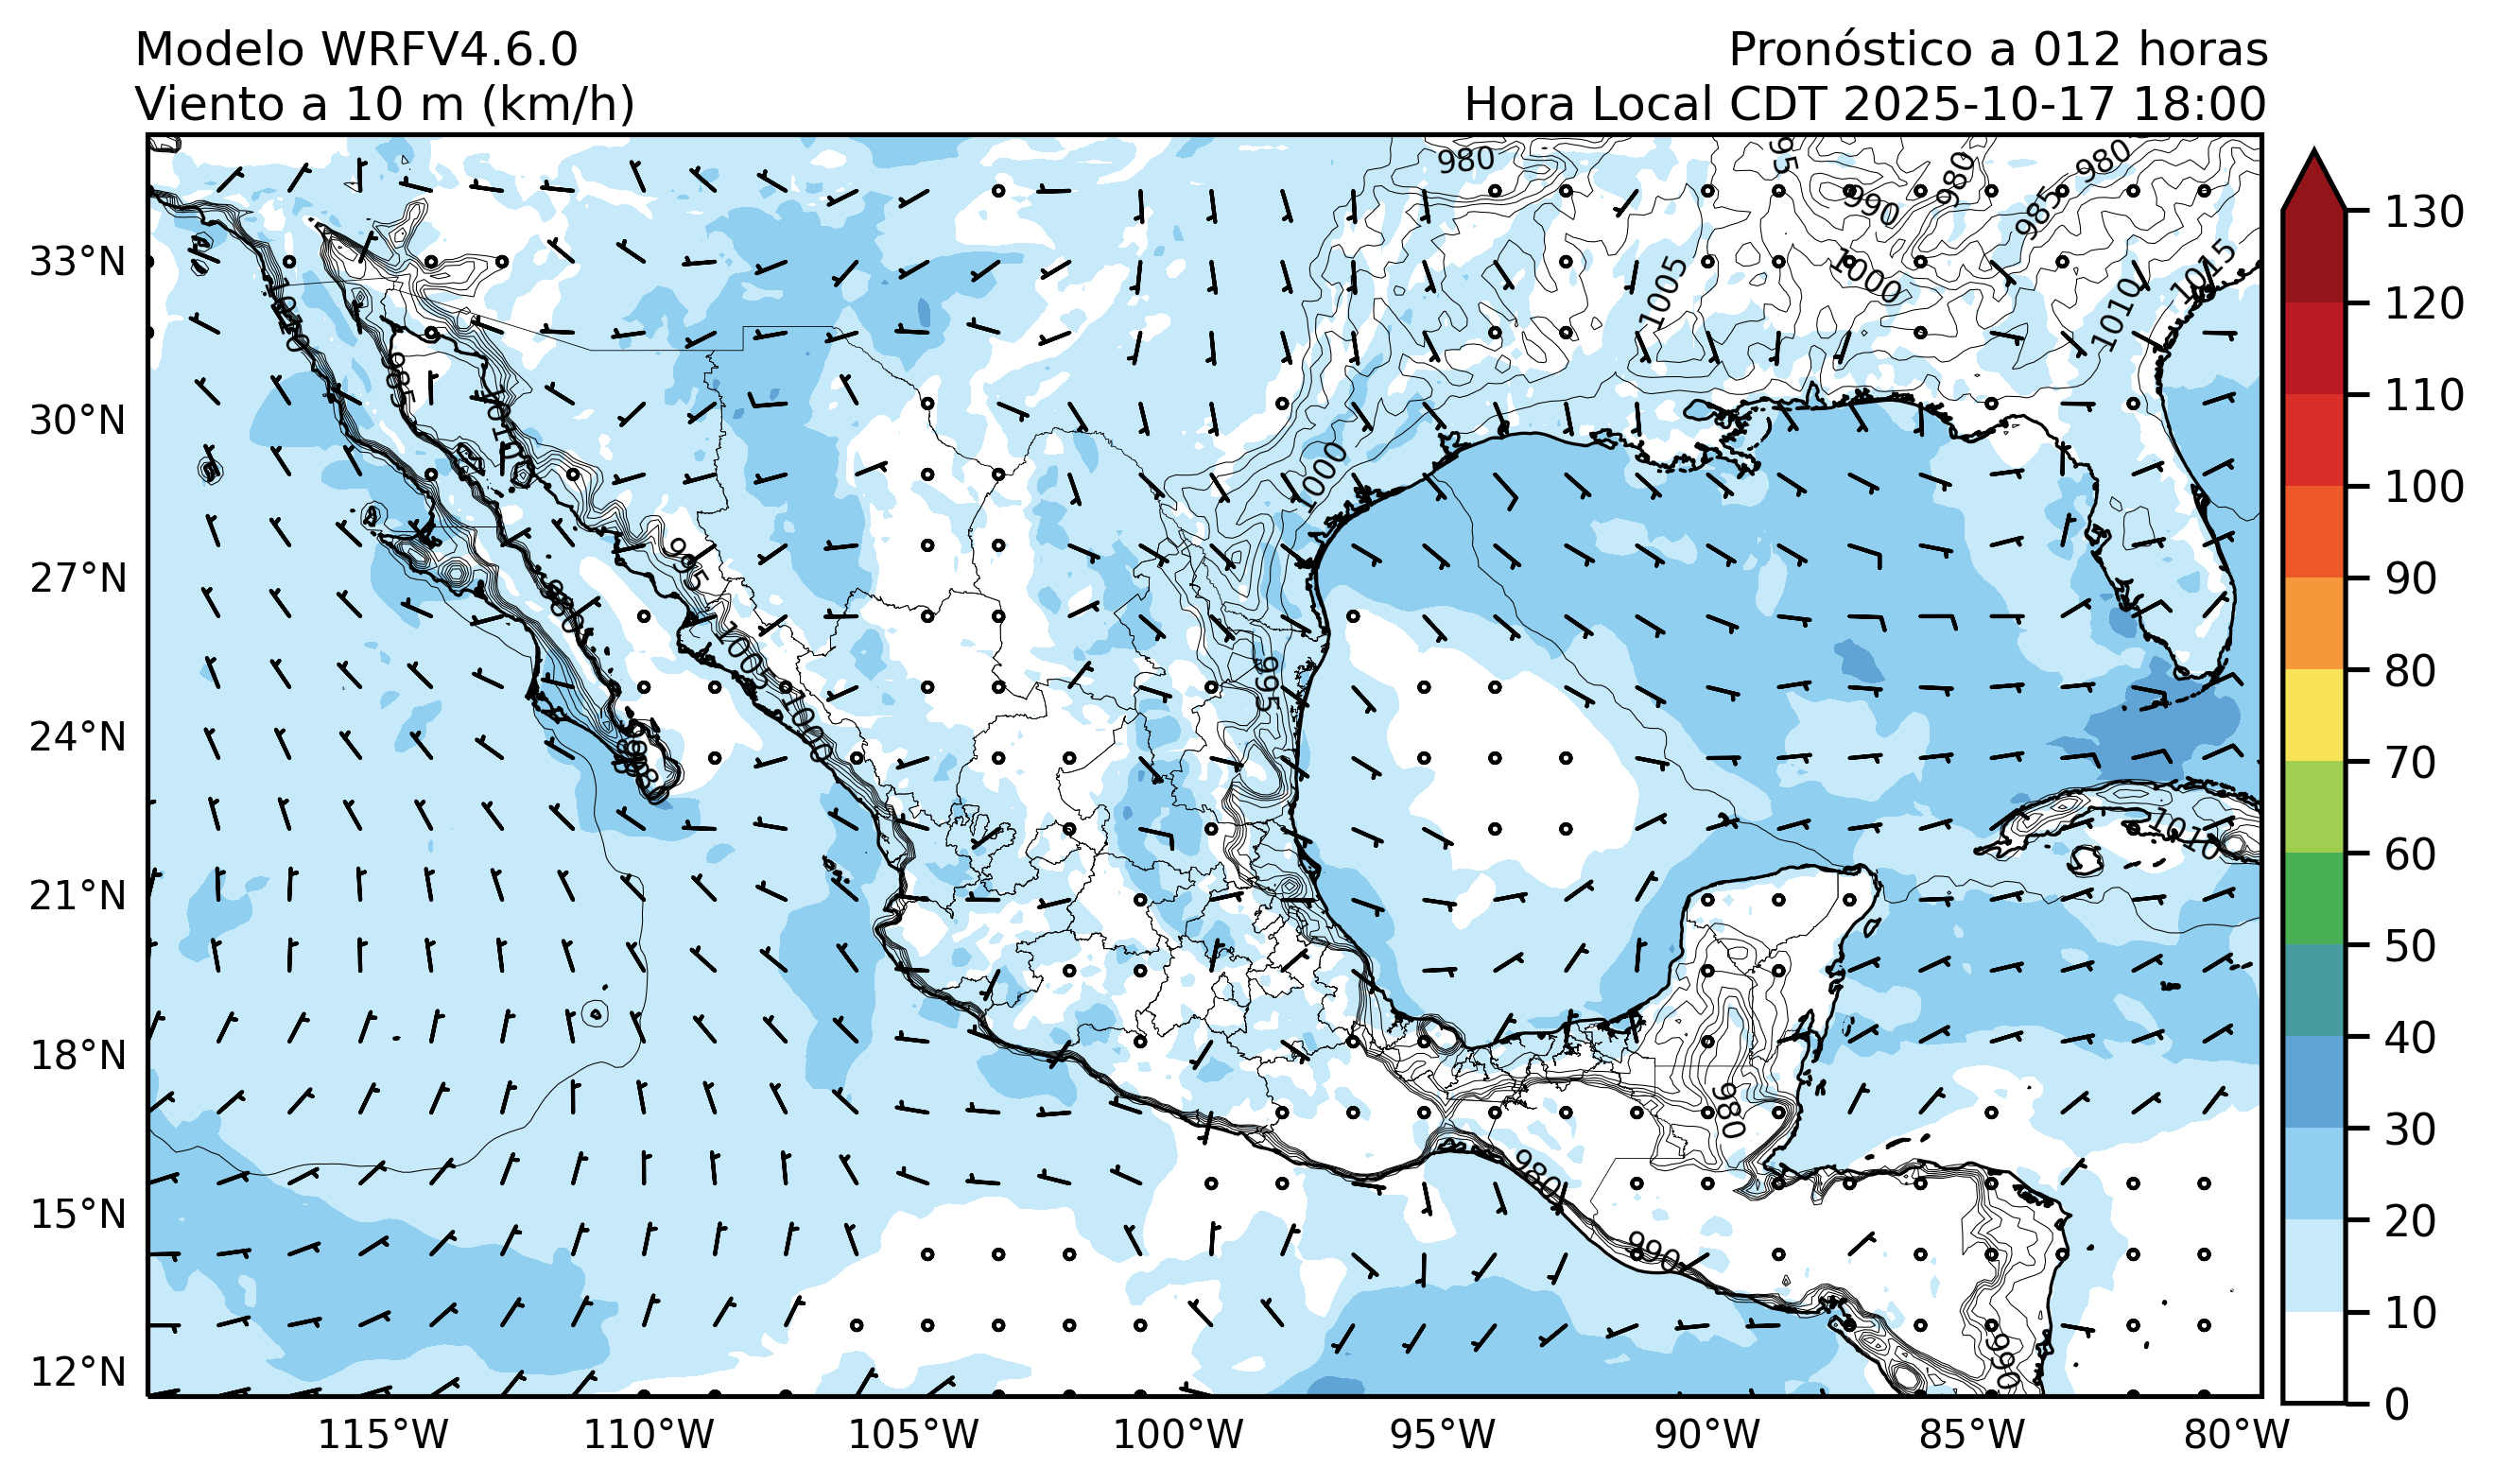 Modelo WRFV4.6.0
Pronóstico a 012 horas
Viento a 10 m (km/h)
Hora Local CDT 2025-10-17 18:00
980
995
980
980
990
985
1015
33°N
1005
1000
1010
1010
985
30°N
1010
1000
27°N
995
980
1005
995
24°N
1000
980
1010
21°N
18°N
980
980
15°N
990
12°N
990
115°W
110°W
105°W
100°W
95°W
90°W
85°W
80°W
130
120
110
100
90
80
70
60
50
40
30
20
10
0